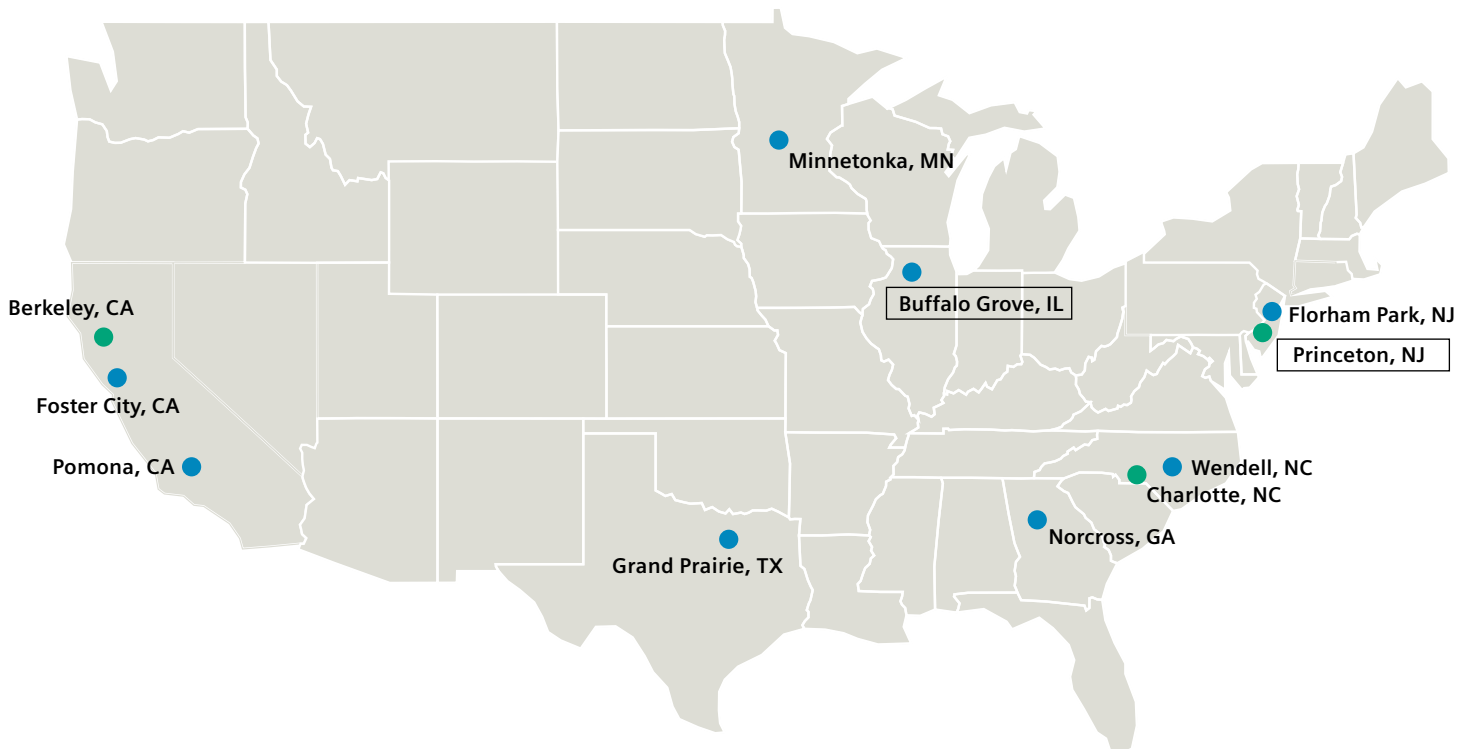 Minnetonka, MN
Buffalo Grove, IL
Berkeley, CA
Florham Park, NJ
Princeton, NJ
Foster City, CA
Pomona, CA
Wendell, NC
Charlotte, NC
Norcross, GA
Grand Prairie, TX